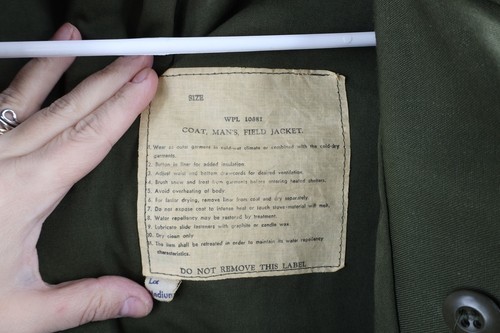 SIZE
WPL 10861
COAT, MAN'S, FIELD JACKET.
1. Wear as outer garment in cold-wet climate or combined with the cold-dry
garments.
2. Button in liner for added insulation.
3. Adjust waist and bottom drawcords for desired ventilation.
4. Brush snow and frost from garments before entering heated shelters.
5. Avoid overheating of body
6. For faster drying, remove liner from coat and dry separately.
7. Do not expose coat to intense heat or touch stove-material will melt.
8. Water repellency may be restored by treatment.
9. Lubricate slide fasteners with graphite or candle wax.
10. Dry clean only
11. The item shall be retreated in order to maintain its water repellency
characteristics.
DO NOT REMOVE THIS LABEL
Medium